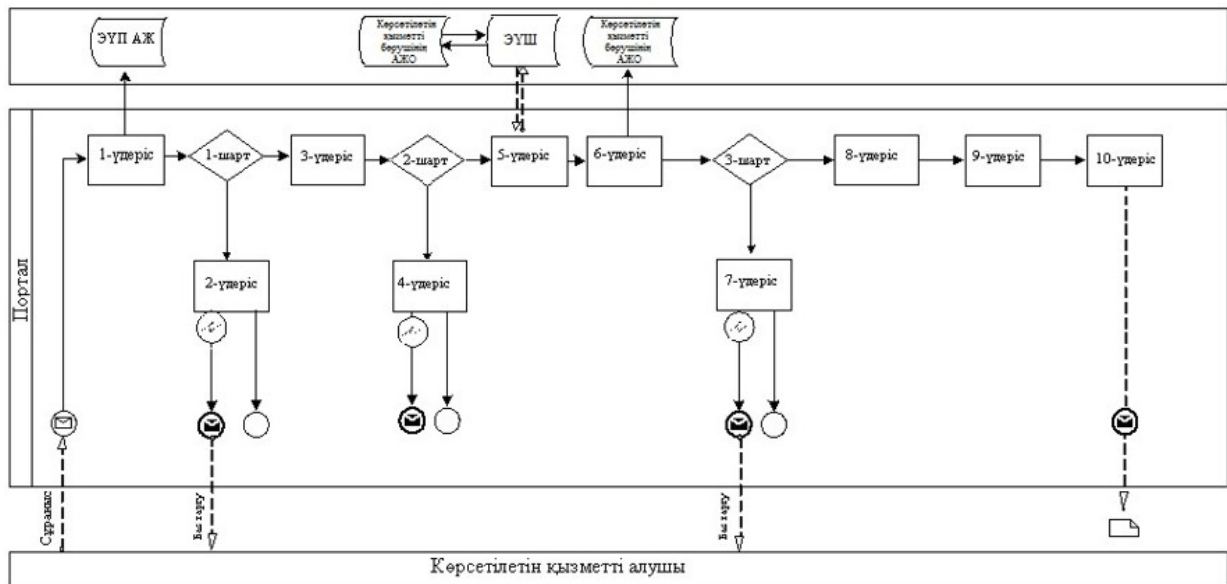 ЭҮП АЖ
Көрсетілетін
қызметті
берушінің
АЖО
ЭҮШ
Көрсетілетін
қызметті
берушінің
АЖО
Портал
1-үдеріс
1-шарт
3-үдеріс
2-шарт
5-үдеріс
6-үдеріс
3-шарт
8-үдеріс
9-үдеріс
10-үдеріс
2-үдеріс
4-үдеріс
7-үдеріс
Сұраныс
Бас тарту
Бас тарту
Көрсетілетін қызметті алушы